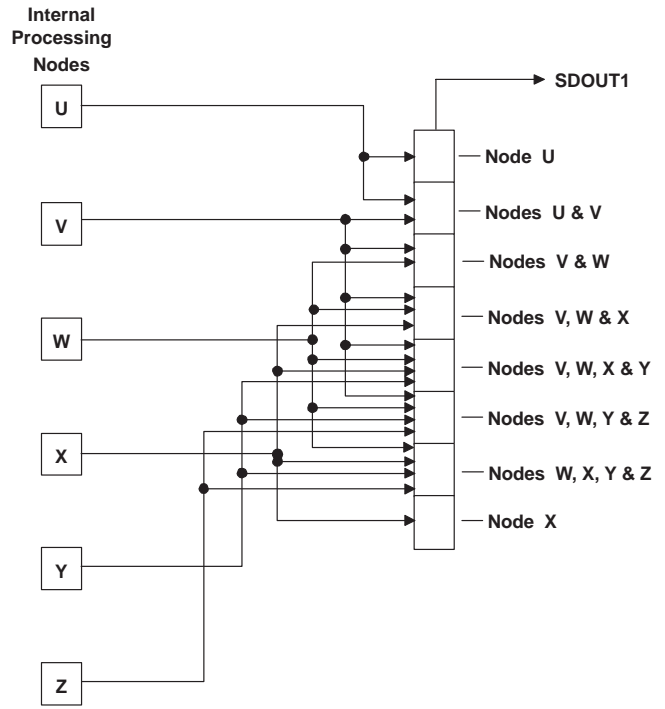 Internal
Processing
Nodes
SDOUT1
U
Node U
V
Nodes U & V
Nodes V & W
W
Nodes V, W & X
Nodes V, W, X & Y
Nodes V, W, Y & Z
X
Nodes W, X, Y & Z
Node X
Y
Z